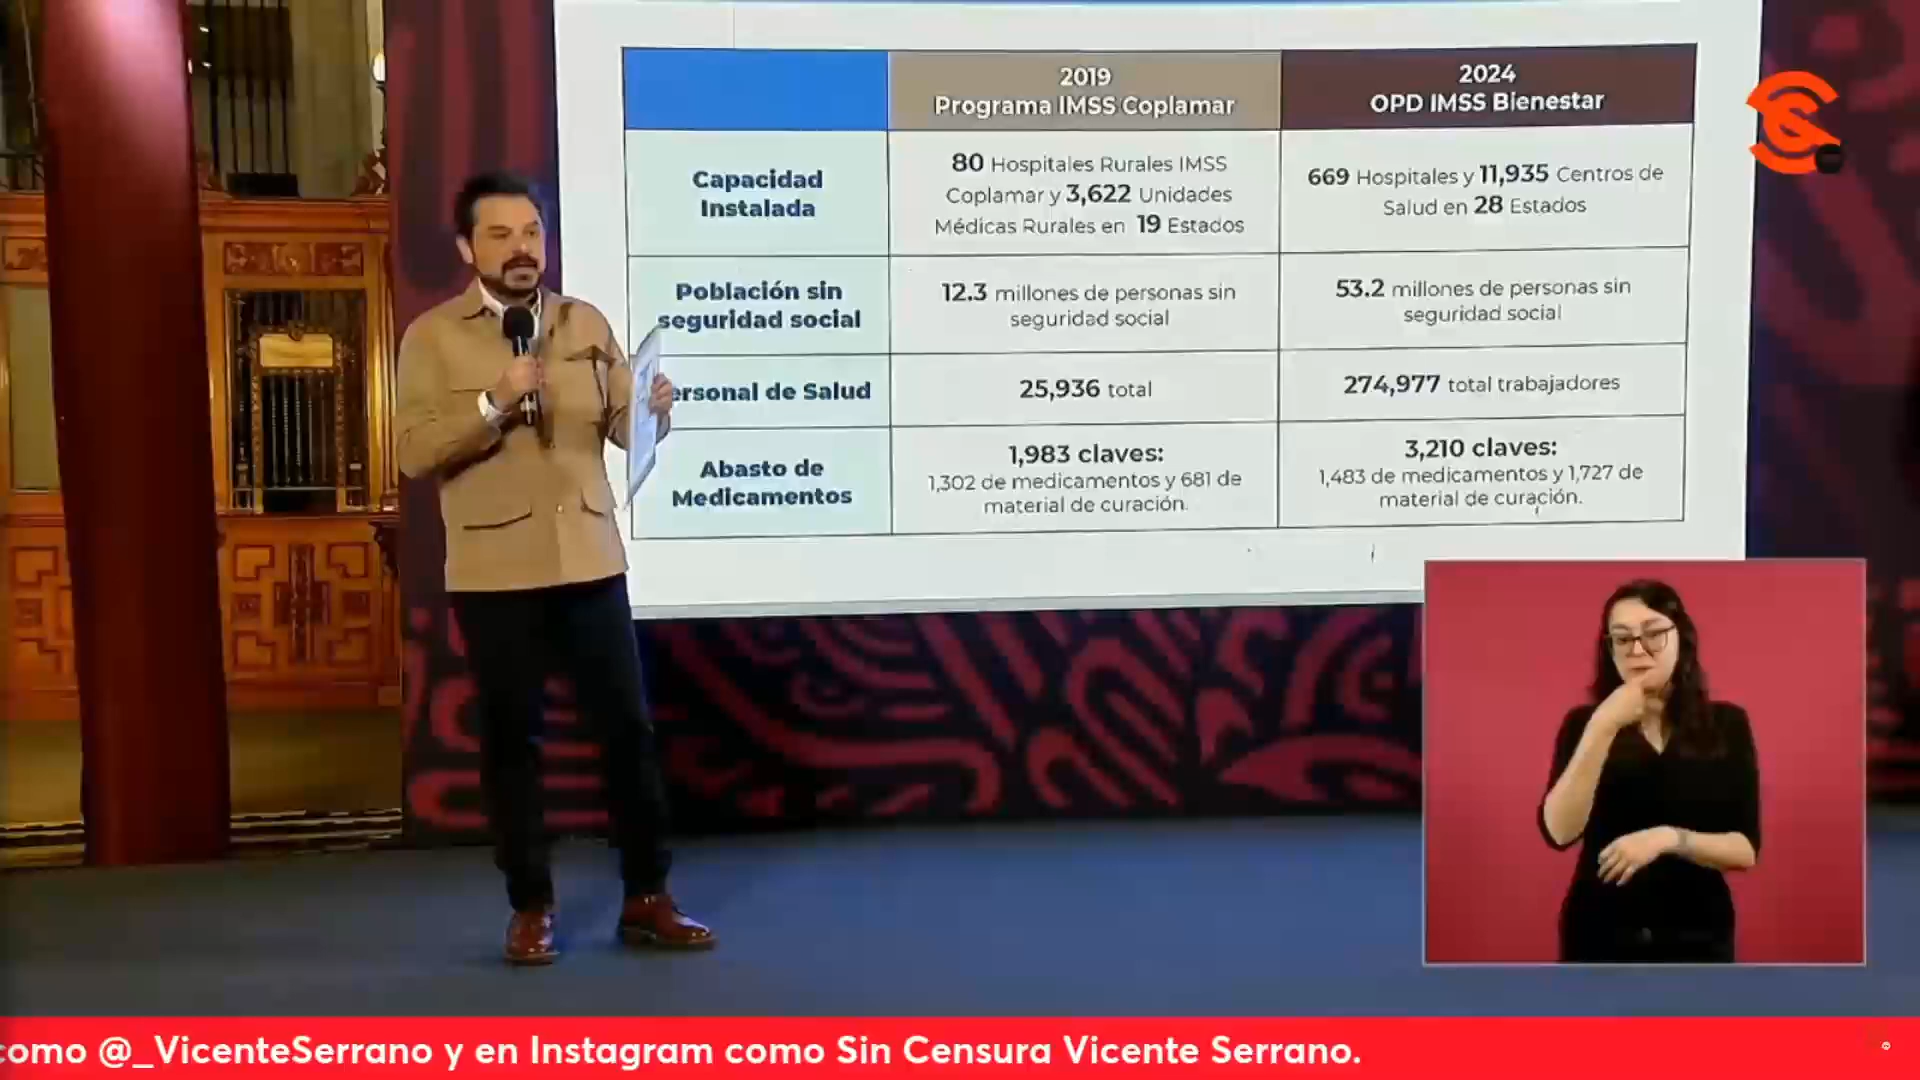 2019
Programa IMSS Coplamar
2024
OPD IMSS Bienestar
Capacidad
Instalada
80 Hospitales Rurales IMSS
Coplamar y 3,622 Unidades
Médicas Rurales en 19 Estados
669 Hospitales y 11,935 Centros de
Salud en 28 Estados
Población sin
seguridad social
12.3 millones de personas sin
seguridad social
53.2 millones de personas sin
seguridad social
ersonal de Salud
25,936 total
274,977 total trabajadores
Abasto de
Medicamentos
1,983 claves:
1,302 de medicamentos y 681 de
material de curación.
3,210 claves:
1,483 de medicamentos y 1,727 de
material de curación.
como @_VicenteSerrano y en Instagram como Sin Censura Vicente Serrano.